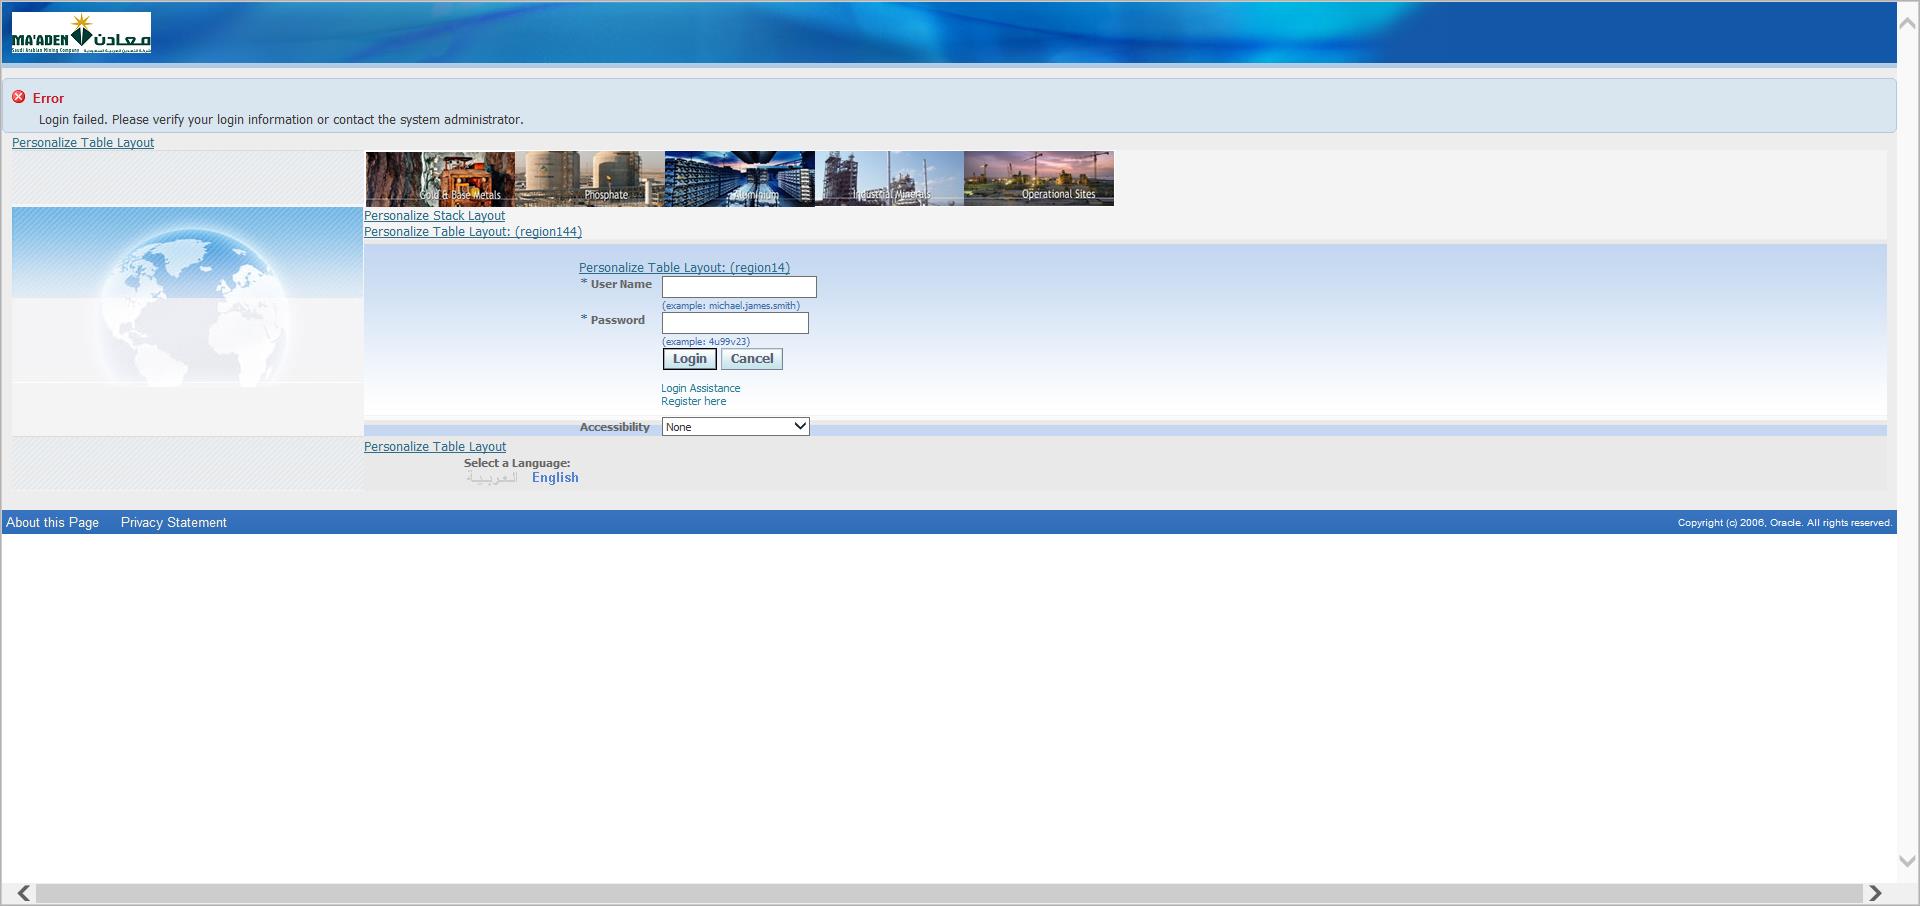 MA'ADEN معادن
Saudi Arabian Mining Company شركة التعدين العربية السعودية
Error
Login failed. Please verify your login information or contact the system administrator.
Personalize Table Layout
Gold & Base Metals Phosphate Aluminium Industrial Minerals Operational Sites
Personalize Stack Layout
Personalize Table Layout: (region144)
Personalize Table Layout: (region14)
* User Name
(example: michael.james.smith)
* Password
(example: 4u99v23)
Login Cancel
Login Assistance
Register here
Accessibility None
Personalize Table Layout
Select a Language:
العربية English
About this Page Privacy Statement Copyright (c) 2006, Oracle. All rights reserved.